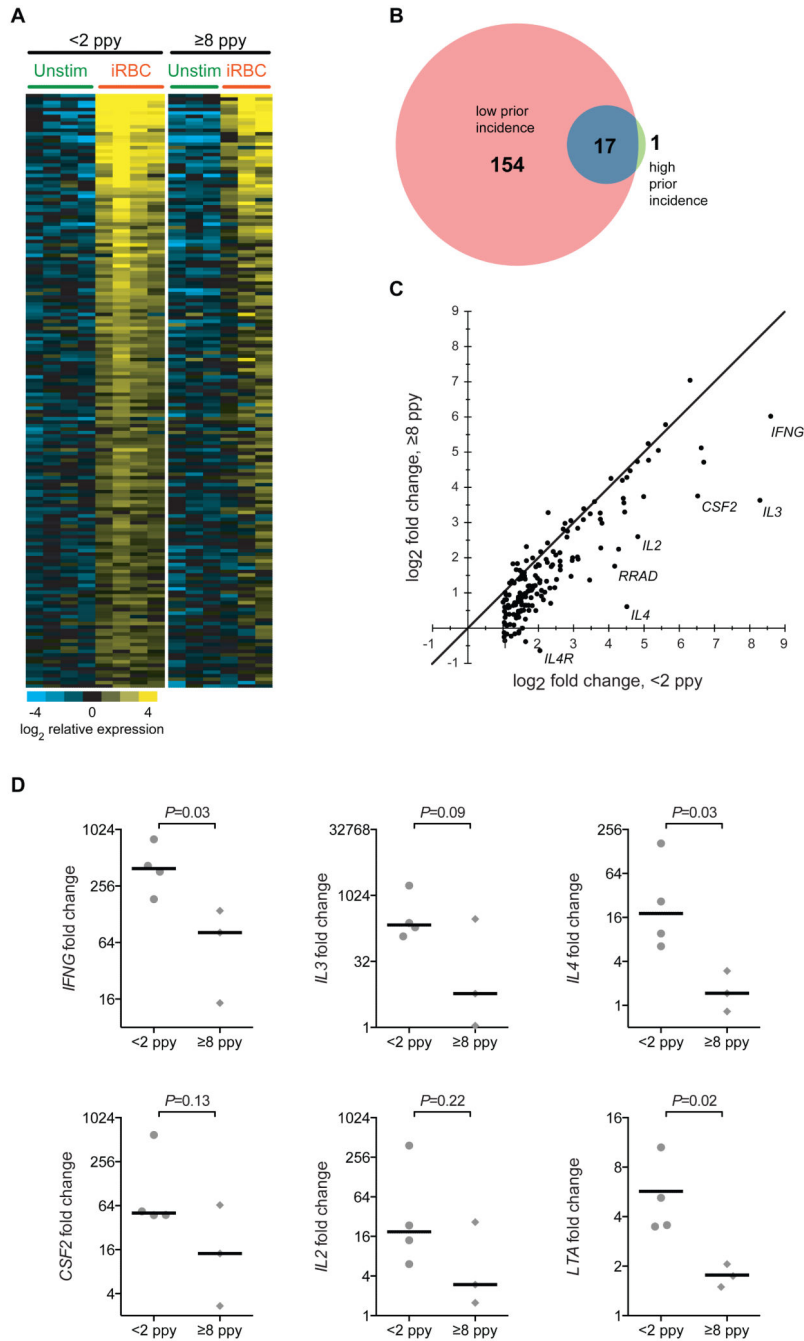 A
<2 ppy ≥8 ppy
Unstim iRBC Unstim iRBC
-4 0 4
log2 relative expression
B
low prior
incidence
154
17
1
high
prior
incidence
C
log2 fold change, ≥8 ppy
9
8
7
6
5
4
3
2
1
-1
-1 1 2 3 4 5 6 7 8 9
IFNG
CSF2
IL3
IL2
RRAD
IL4
IL4R
log2 fold change, <2 ppy
D
P=0.03
IFNG fold change
1024
256
64
16
<2 ppy ≥8 ppy
P=0.09
IL3 fold change
32768
1024
32
1
<2 ppy ≥8 ppy
P=0.03
IL4 fold change
256
64
16
4
1
<2 ppy ≥8 ppy
P=0.13
CSF2 fold change
1024
256
64
16
4
<2 ppy ≥8 ppy
P=0.22
IL2 fold change
1024
256
64
16
4
1
<2 ppy ≥8 ppy
P=0.02
LTA fold change
16
8
4
2
1
<2 ppy ≥8 ppy